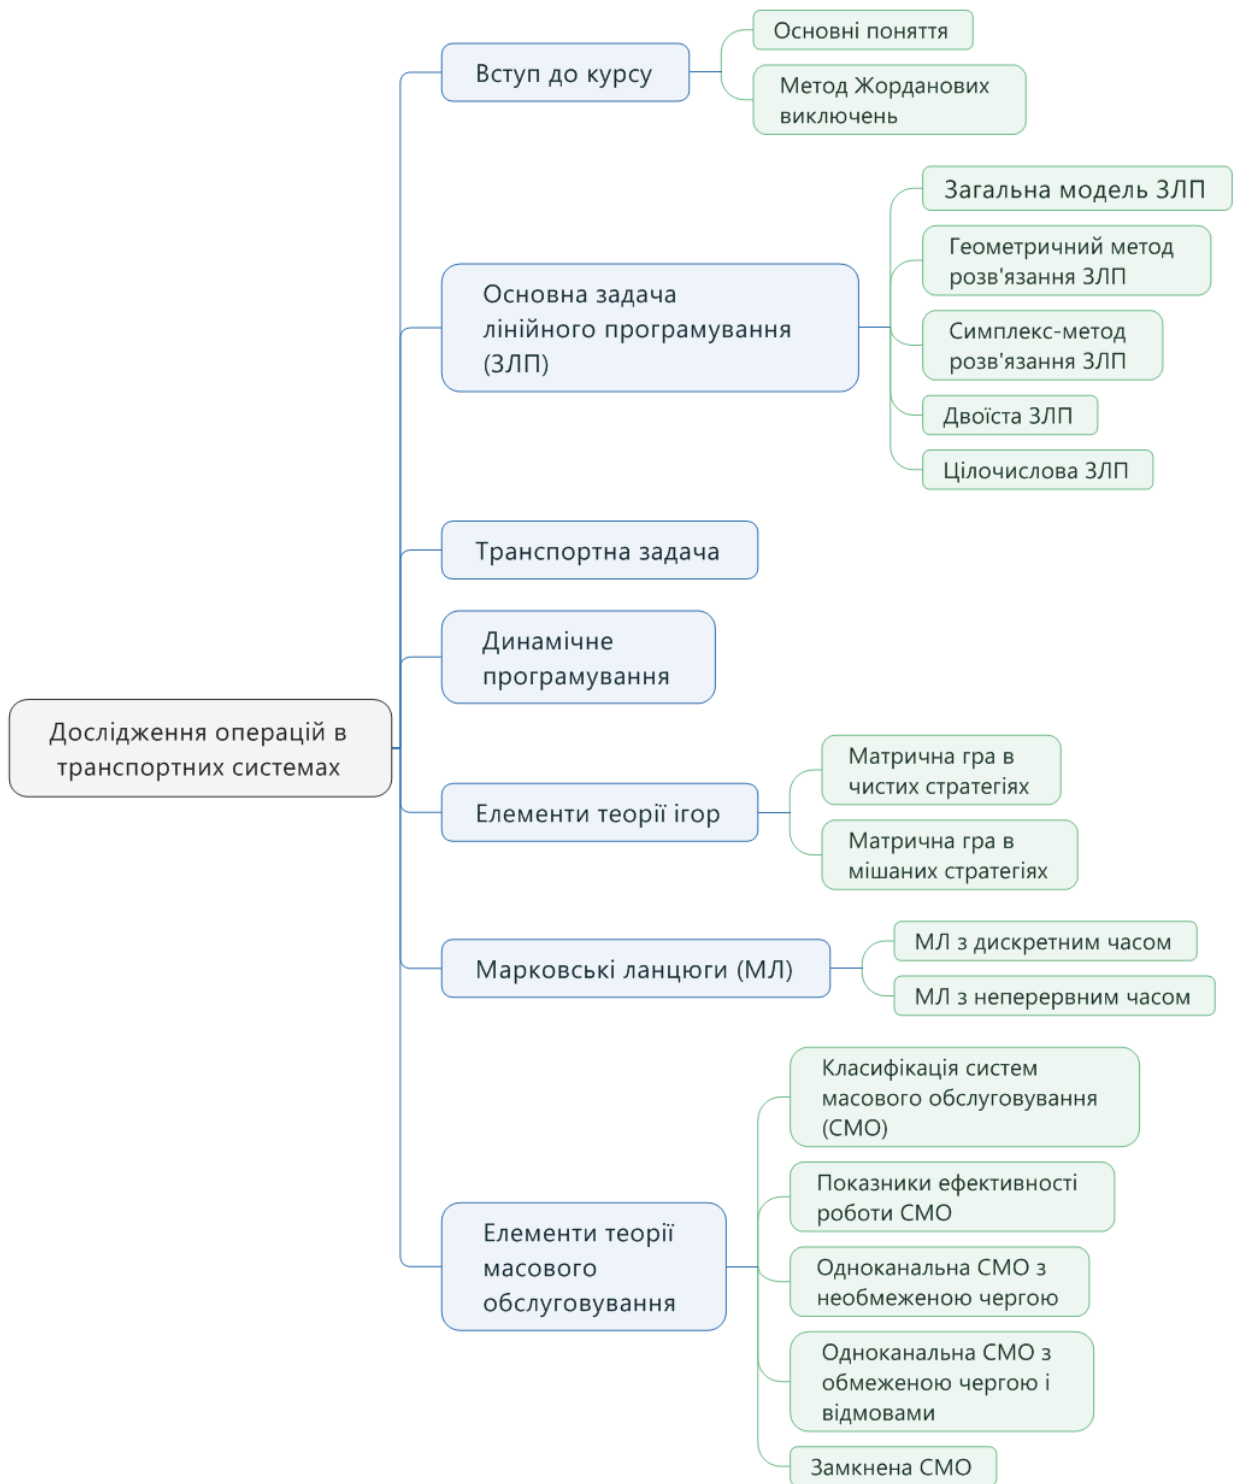 Дослідження операцій в
транспортних системах
Вступ до курсу
Основні поняття
Метод Жорданових
виключень
Основна задача
лінійного програмування
(ЗЛП)
Загальна модель ЗЛП
Геометричний метод
розв'язання ЗЛП
Симплекс-метод
розв'язання ЗЛП
Двоїста ЗЛП
Цілочислова ЗЛП
Транспортна задача
Динамічне
програмування
Елементи теорії ігор
Матрична гра в
чистих стратегіях
Матрична гра в
мішаних стратегіях
Марковські ланцюги (МЛ)
МЛ з дискретним часом
МЛ з неперервним часом
Елементи теорії
масового
обслуговування
Класифікація систем
масового обслуговування
(СМО)
Показники ефективності
роботи СМО
Одноканальна СМО з
необмеженою чергою
Одноканальна СМО з
обмеженою чергою і
відмовами
Замкнена СМО